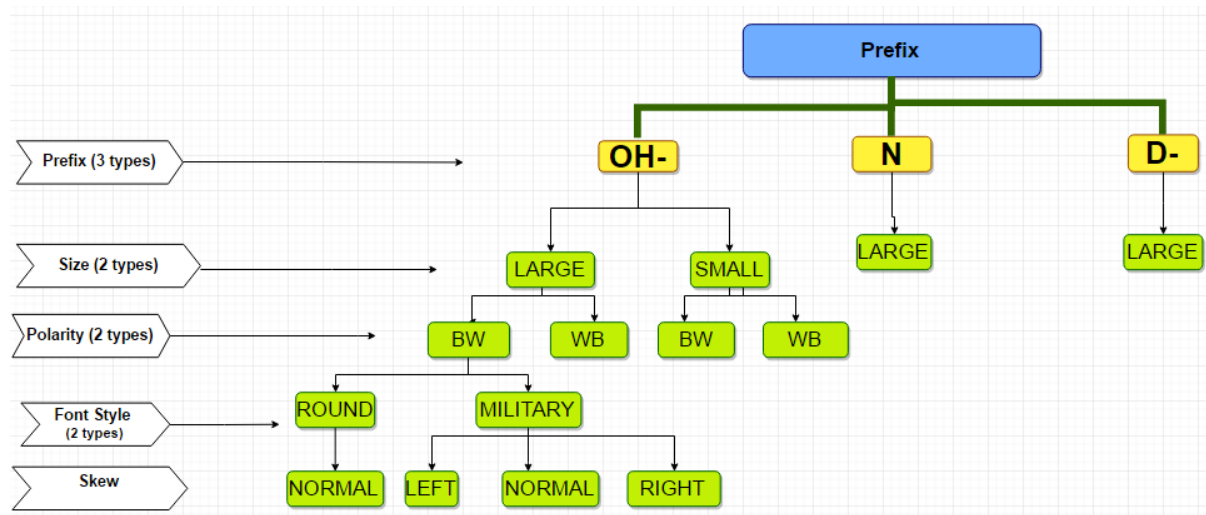 Prefix
Prefix (3 types)
OH-
N
D-
Size (2 types)
LARGE
SMALL
LARGE
LARGE
Polarity (2 types)
BW
WB
BW
WB
Font Style
(2 types)
ROUND
MILITARY
Skew
NORMAL
LEFT
NORMAL
RIGHT